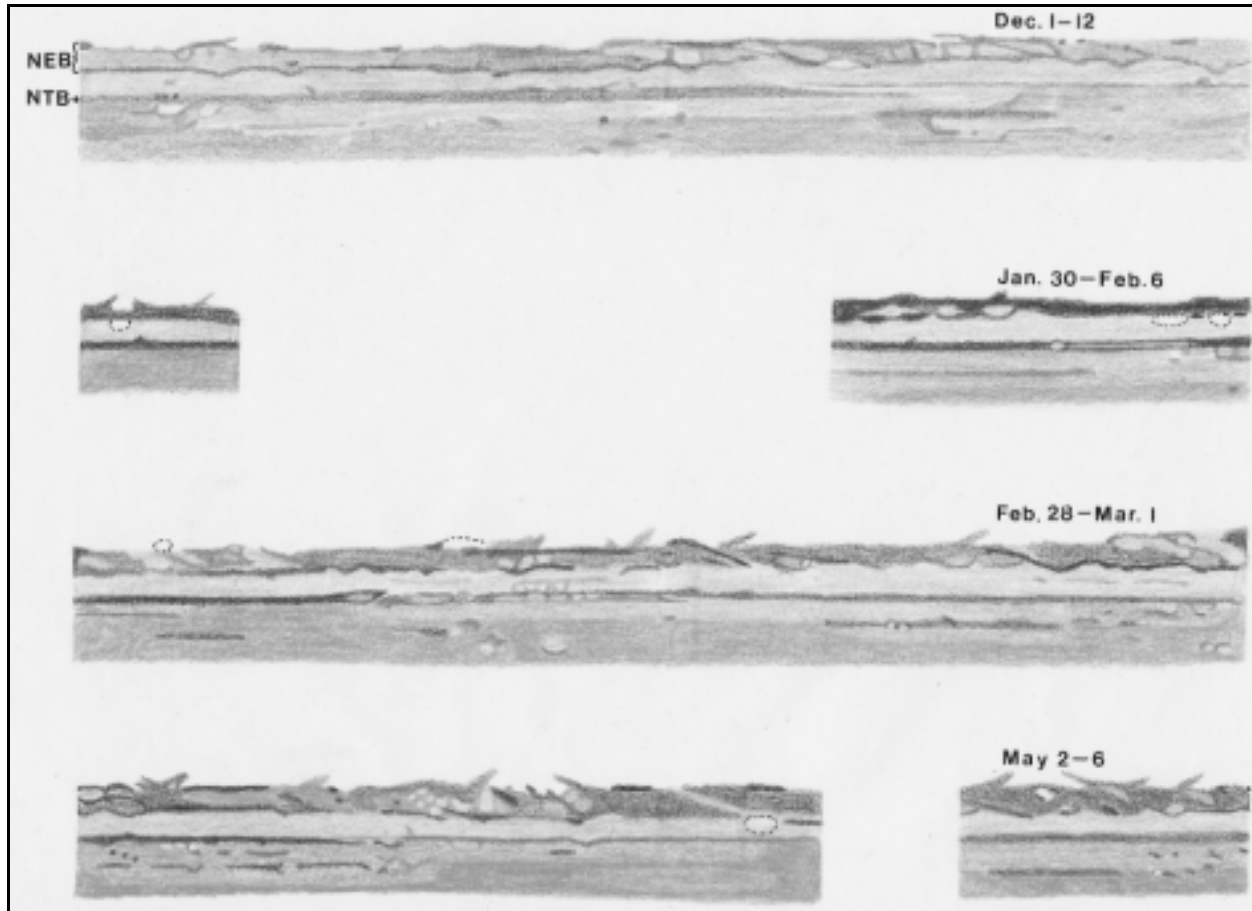 Dec. 1-12
NEB
NTB
Jan. 30-Feb. 6
Feb. 28-Mar. 1
May 2-6